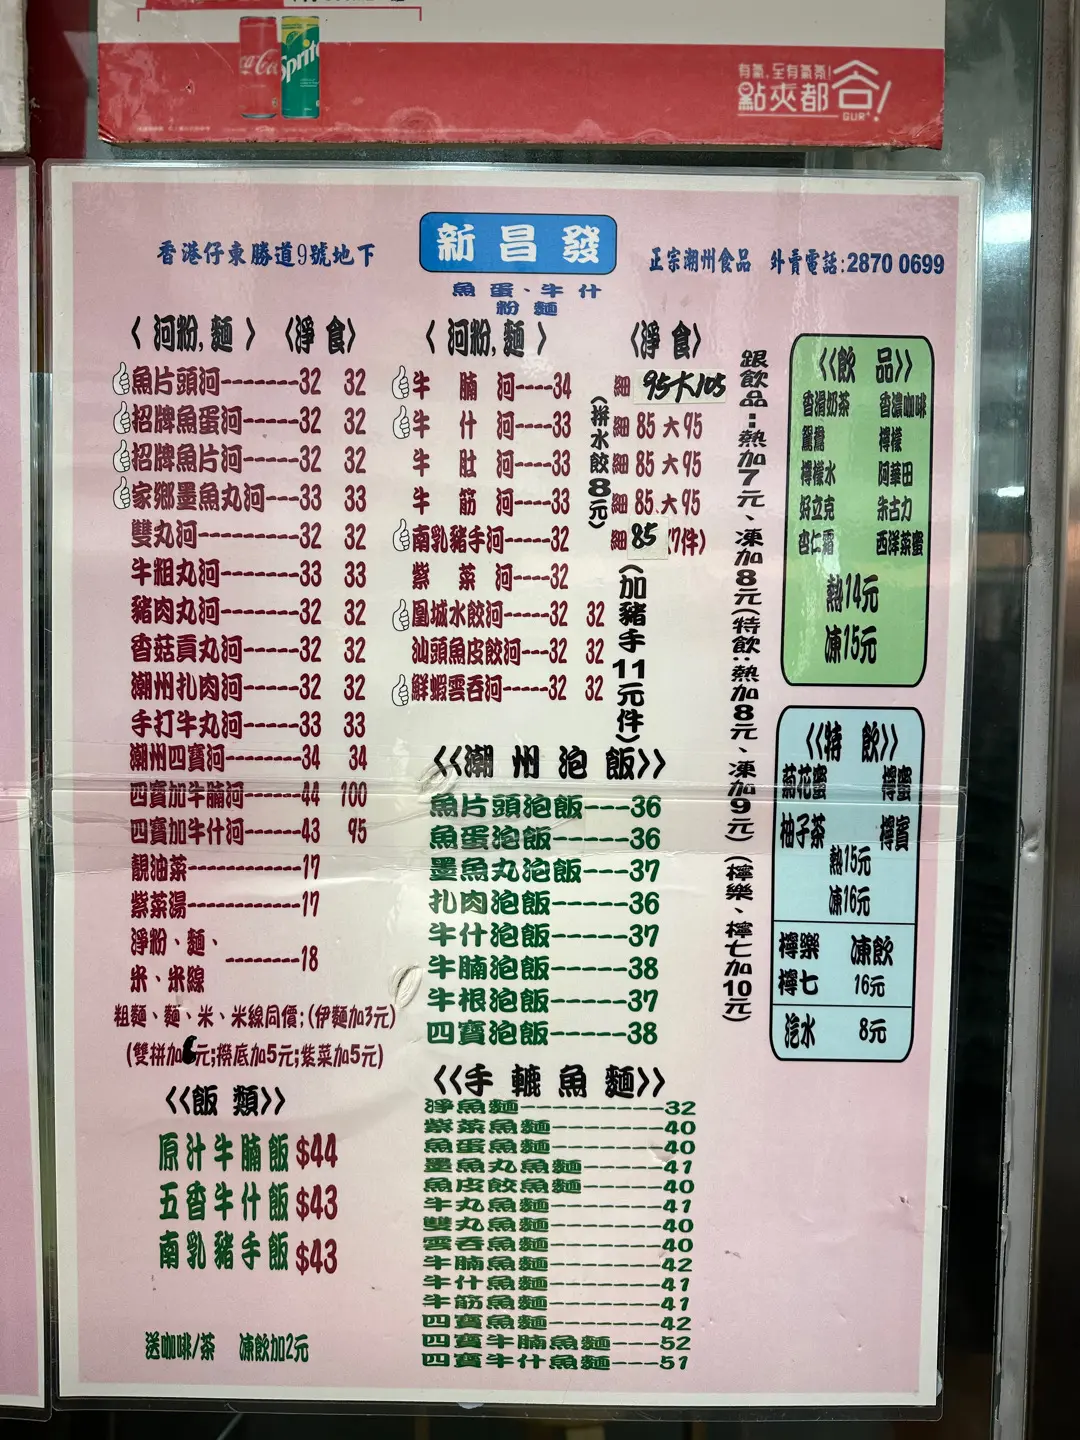 Coca-Cola
Sprite
有氣,至有氣氛!
點夾都合!
GUR~!
香港仔東勝道9號地下
新昌發
正宗潮州食品 外賣電話:2870 0699
魚蛋、牛什
粉麵
〈河粉,麵〉 〈淨食〉
魚片頭河--------32 32
招牌魚蛋河-----32 32
招牌魚片河-----32 32
家鄉墨魚丸河---33 33
雙丸河----------32 32
牛粗丸河--------33 33
豬肉丸河--------32 32
香菇貢丸河-----32 32
潮州扎肉河-----32 32
手打牛丸河-----33 33
潮州四寶河-------34 34
四寶加牛腩河------44 100
四寶加牛什河------43 95
靚油菜------------17
紫菜湯------------17
淨粉、麵、
米、米線 --------18
粗麵、麵、米、米線同價;(伊麵加3元)
(雙拼加6元;撈底加5元;紫菜加5元)
〈河粉,麵〉 〈淨食〉
牛腩河----34 細 95大105
牛什河----33 細 85 大 95
牛肚河----33 細 85 大 95
牛筋河----33 細 85 大 95
南乳豬手河-----32 細 85 (7件)
紫菜河----32
凰城水餃河-----32 32
汕頭魚皮餃河---32 32
鮮蝦雲吞河-----32 32
(拼水餃8元)
(加豬手11元件)
跟飲品:熱加7元、凍加8元(特飲:熱加8元、凍加9元)(檸樂、檸七加10元)
<<飯類>>
原汁牛腩飯 $44
五香牛什飯 $43
南乳豬手飯 $43
送咖啡/茶 凍飲加2元
<<潮州泡飯>>
魚片頭泡飯---36
魚蛋泡飯-----36
墨魚丸泡飯---37
扎肉泡飯-----36
牛什泡飯-----37
牛腩泡飯-----38
牛根泡飯-----37
四寶泡飯-----38
<<手轆魚麵>>
淨魚麵----------32
紫菜魚麵--------40
魚蛋魚麵--------40
墨魚丸魚麵------41
魚皮餃魚麵------40
牛丸魚麵--------41
雙丸魚麵--------40
雲吞魚麵--------40
牛腩魚麵--------42
牛什魚麵--------41
牛筋魚麵--------41
四寶魚麵--------42
四寶牛腩魚麵---52
四寶牛什魚麵---51
<<飲品>>
香滑奶茶 香濃咖啡
鴛鴦 檸檬
檸檬水 阿華田
好立克 朱古力
杏仁霜 西洋菜蜜
熱14元
凍15元
<<特飲>>
菊花蜜 檸蜜
柚子茶 檸賓
熱15元
凍16元
檸樂 凍飲
檸七 16元
汽水 8元